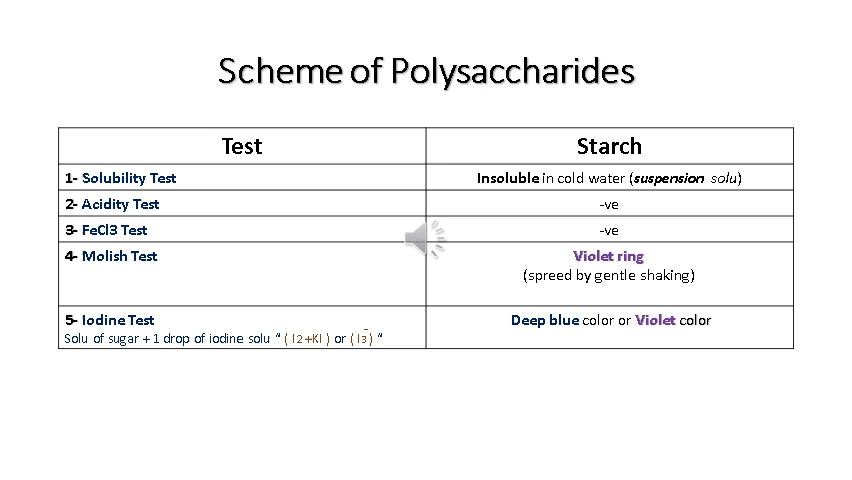 Scheme of Polysaccharides
Test
Starch
1- Solubility Test
Insoluble in cold water (suspension solu)
2- Acidity Test
-ve
3- FeCl3 Test
-ve
4- Molish Test
Violet ring
(spreed by gentle shaking)
5- Iodine Test
Solu of sugar + 1 drop of iodine solu “ ( I2+KI ) or ( I3⁻ ) “
Deep blue color or Violet color